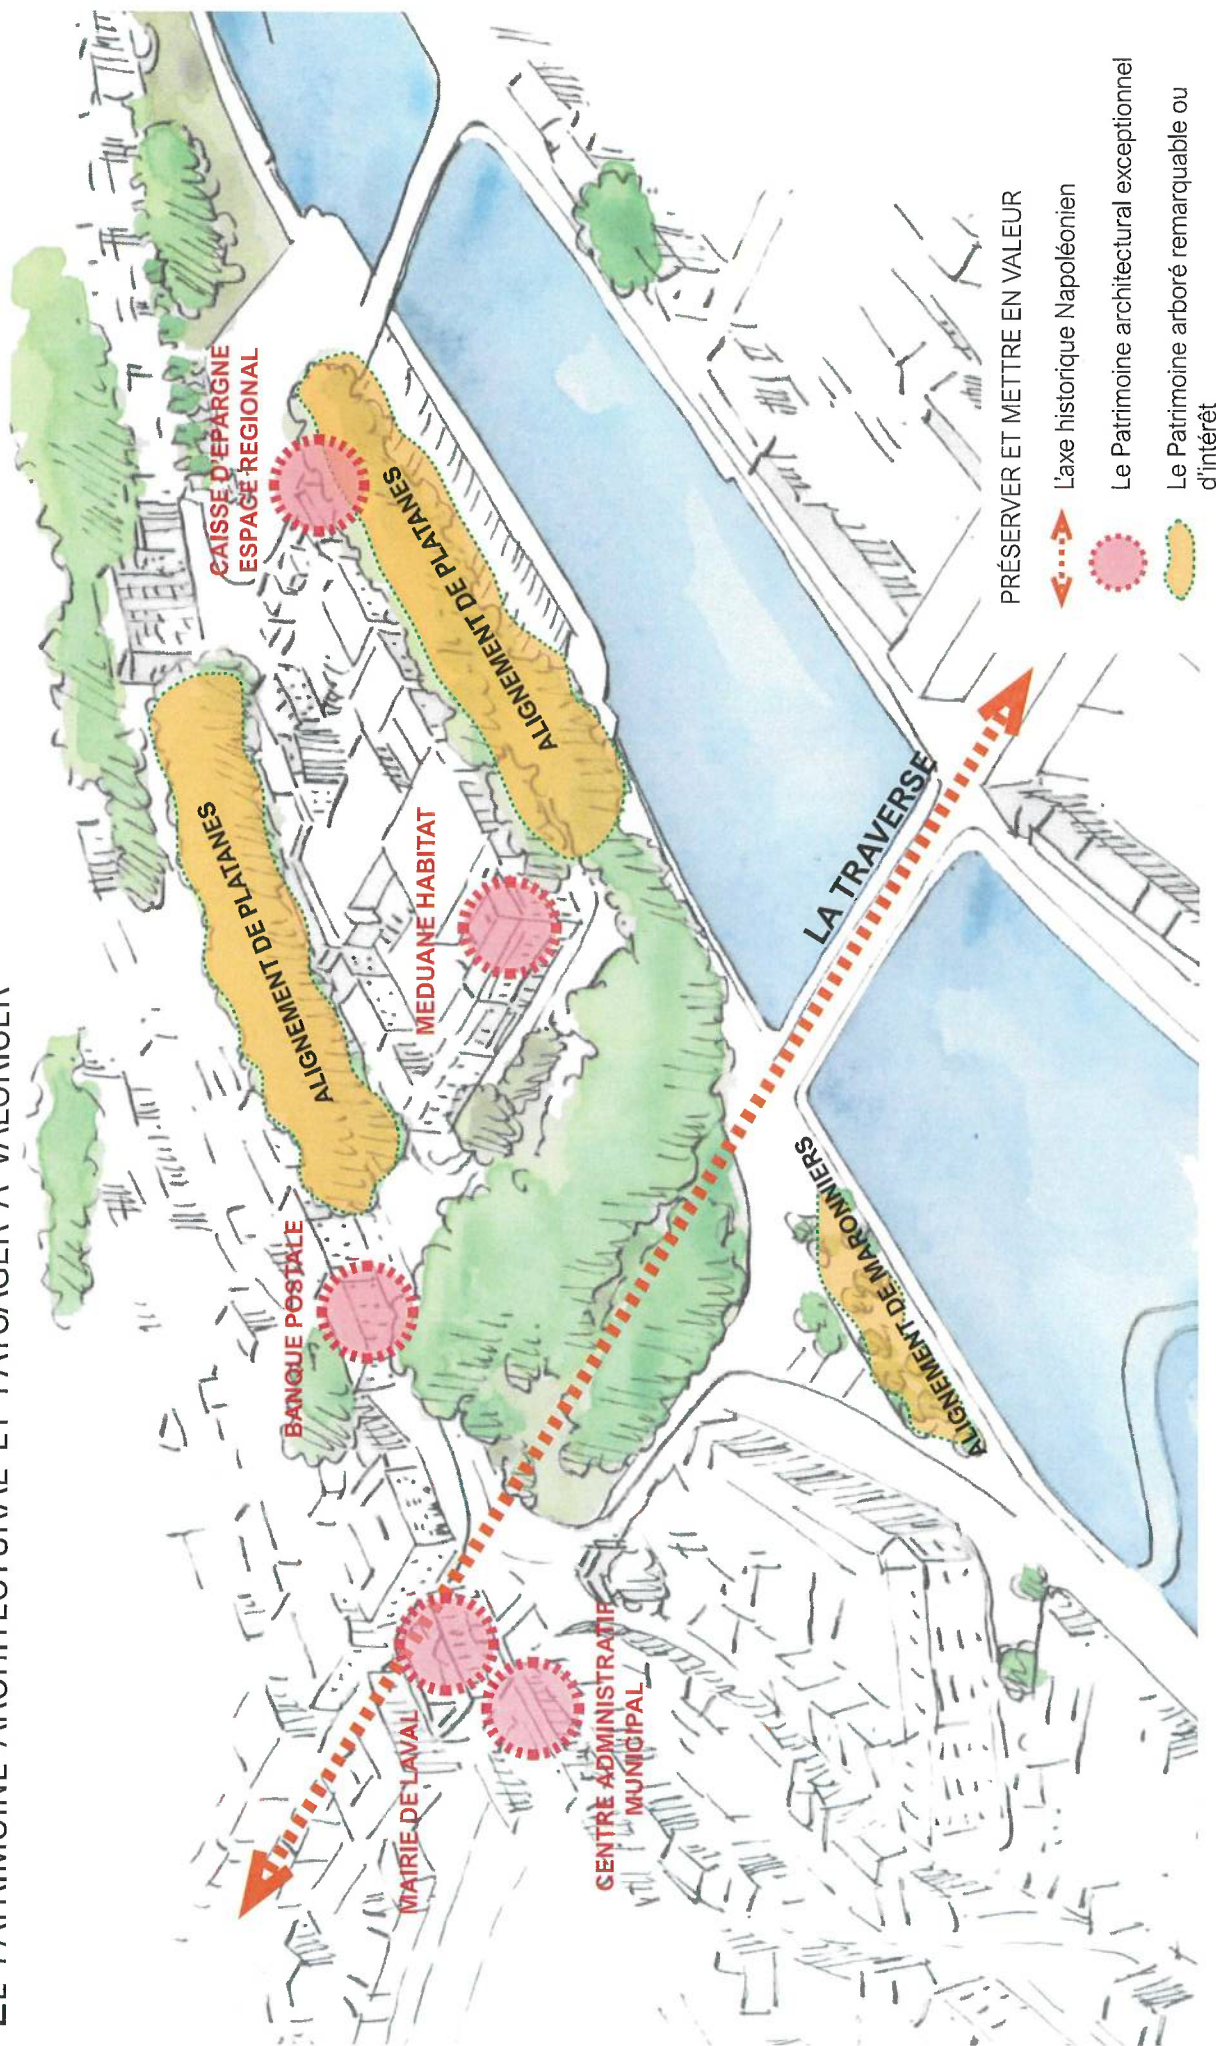 LE PATRIMOINE ARCHITECTURAL ET PAYSAGER A VALORISER
CAISSE D'EPARGNE
ESPACE REGIONAL
ALIGNEMENT DE PLATANES
BANQUE POSTALE
ALIGNEMENT DE PLATANES
MAIRIE DE LAVAL
MEDUANE HABITAT
CENTRE ADMINISTRATIF
MUNICIPAL
LA TRAVERSE
ALIGNEMENT DE MARONNIERS
PRÉSERVER ET METTRE EN VALEUR
L'axe historique Napoléonien
Le Patrimoine architectural exceptionnel
Le Patrimoine arboré remarquable ou
d'intérêt